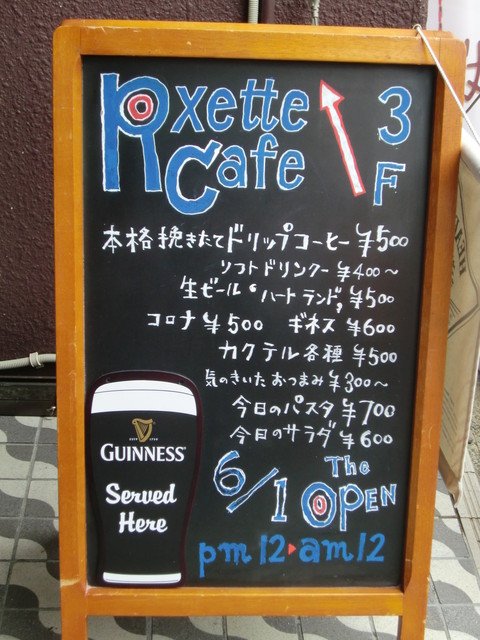 Roxette
Cafe
3F
本格挽きたてドリップコーヒー ¥500
ソフトドリンクー ¥400〜
生ビール“ハートランド„ ¥500
コロナ ¥500 ギネス ¥600
カクテル各種 ¥500
気のきいたおつまみ ¥300〜
今日のパスタ ¥700
今日のサラダ ¥600
6/1 The OPEN
pm12▶am12
GUINNESS
Served
Here